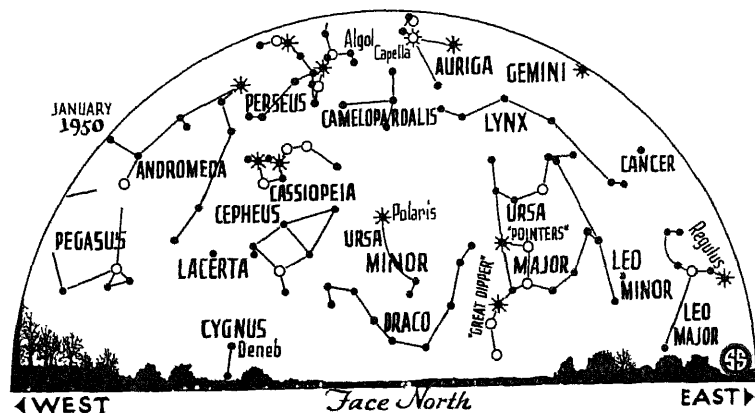 Algol
Capella
AURIGA
GEMINI
JANUARY
1950
PERSEUS
CAMELOPARDALIS
LYNX
ANDROMEDA
CANCER
CASSIOPEIA
CEPHEUS
Polaris
URSA
MINOR
URSA
"POINTERS"
MAJOR
Regulus
PEGASUS
LACERTA
LEO
MINOR
"GREAT DIPPER"
DRACO
LEO
MAJOR
CYGNUS
Deneb
SS
WEST
Face North
EAST